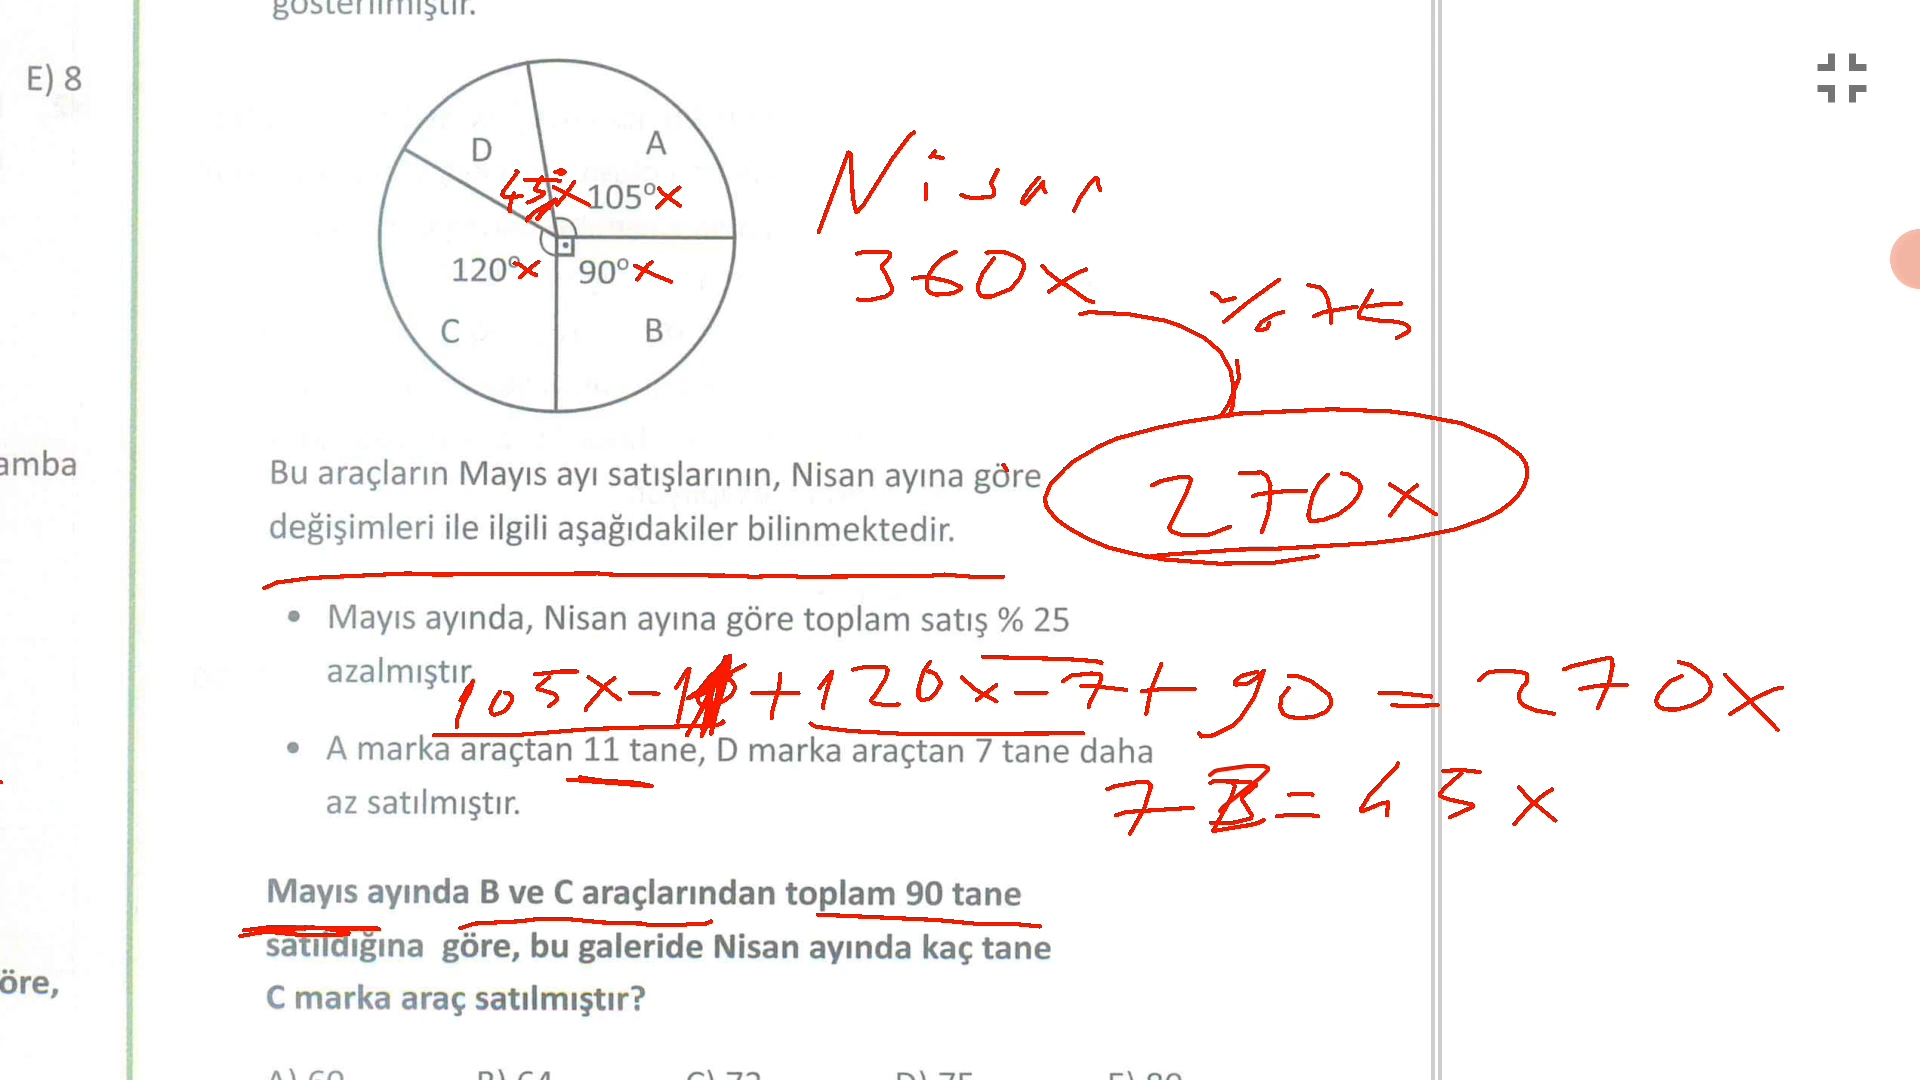 gösterilmiştir.
E) 8
D
A
45x
105°x
120°x
90°x
C
B
Nisan
360x
% 75
270x
amba
Bu araçların Mayıs ayı satışlarının, Nisan ayına göre
değişimleri ile ilgili aşağıdakiler bilinmektedir.
• Mayıs ayında, Nisan ayına göre toplam satış % 25
azalmıştır.
105x-11+120x-7+90=270x
• A marka araçtan 11 tane, D marka araçtan 7 tane daha
az satılmıştır.
=45x
Mayıs ayında B ve C araçlarından toplam 90 tane
satıldığına göre, bu galeride Nisan ayında kaç tane
C marka araç satılmıştır?
öre,